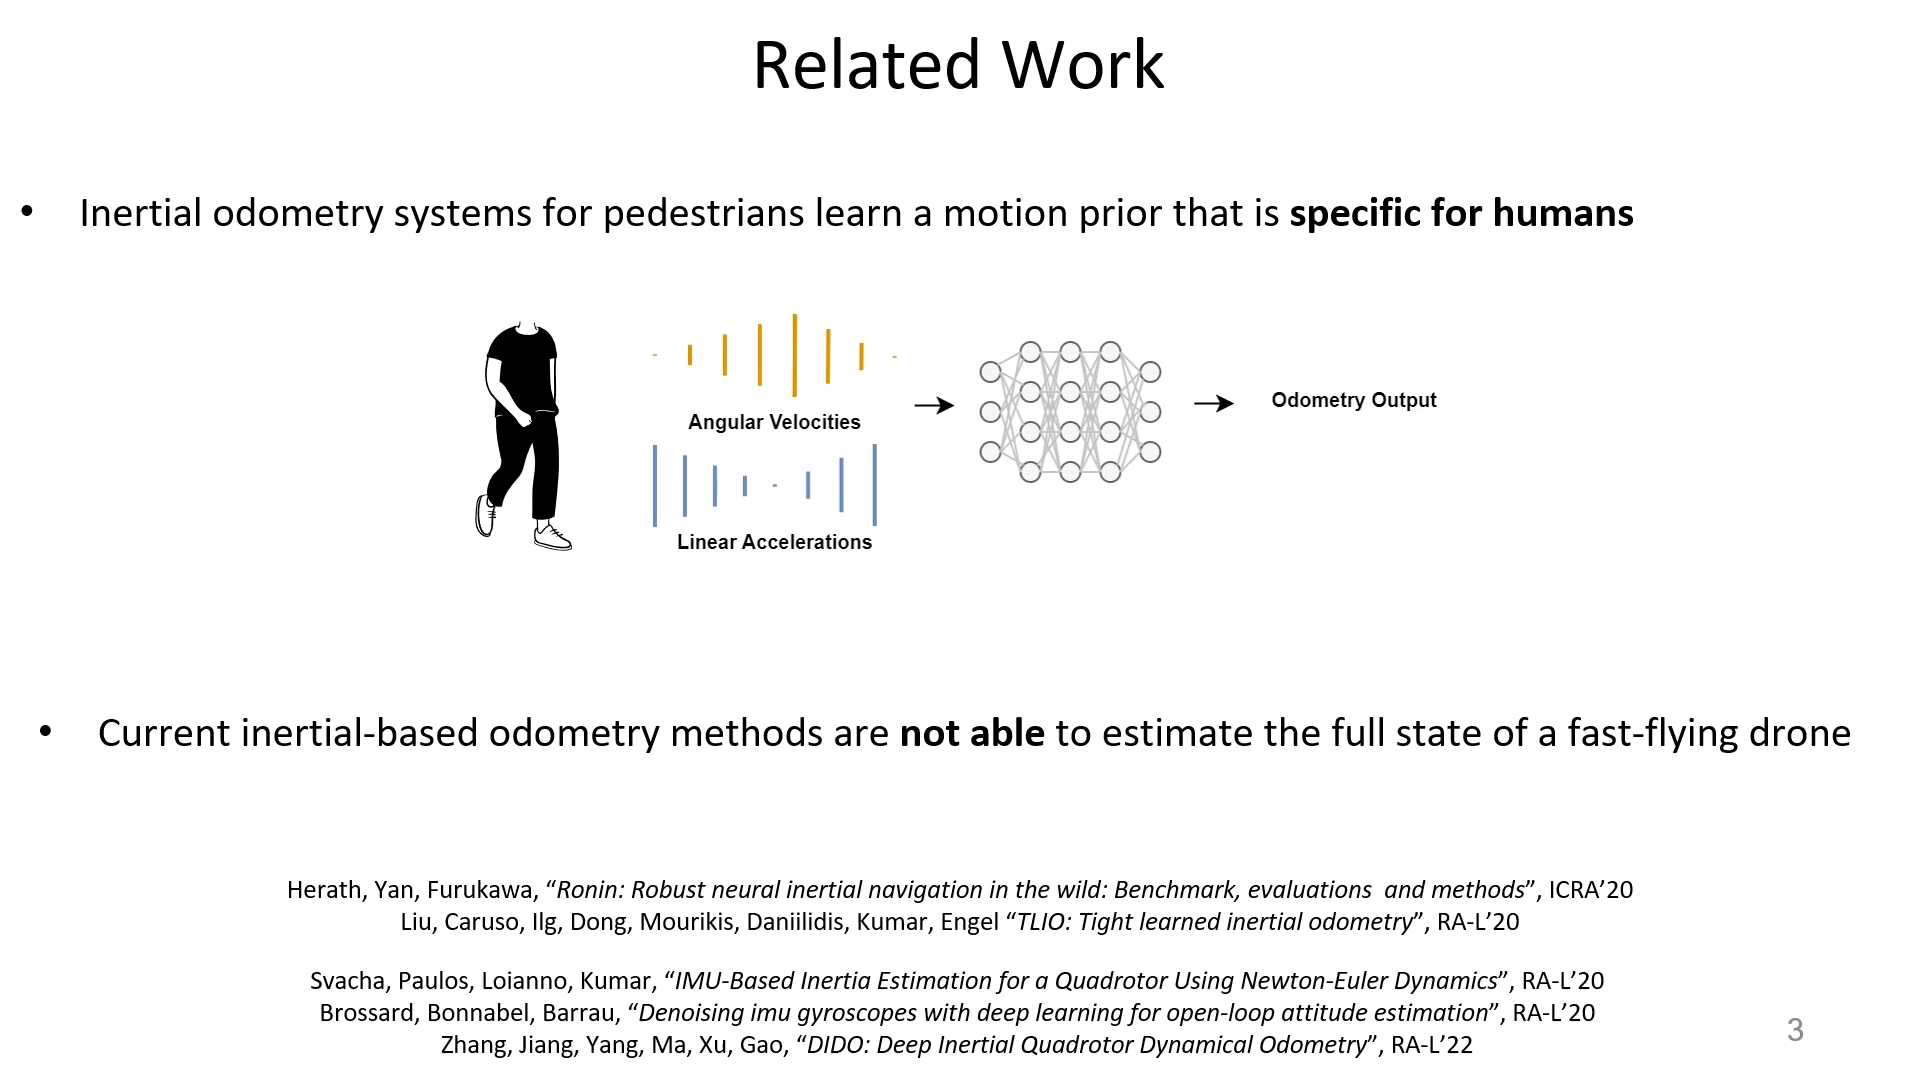 Related Work
• Inertial odometry systems for pedestrians learn a motion prior that is specific for humans
Angular Velocities
Linear Accelerations
Odometry Output
• Current inertial-based odometry methods are not able to estimate the full state of a fast-flying drone
Herath, Yan, Furukawa, “Ronin: Robust neural inertial navigation in the wild: Benchmark, evaluations and methods”, ICRA’20
Liu, Caruso, Ilg, Dong, Mourikis, Daniilidis, Kumar, Engel “TLIO: Tight learned inertial odometry”, RA-L’20
Svacha, Paulos, Loianno, Kumar, “IMU-Based Inertia Estimation for a Quadrotor Using Newton-Euler Dynamics”, RA-L’20
Brossard, Bonnabel, Barrau, “Denoising imu gyroscopes with deep learning for open-loop attitude estimation”, RA-L’20
Zhang, Jiang, Yang, Ma, Xu, Gao, “DIDO: Deep Inertial Quadrotor Dynamical Odometry”, RA-L’22
3